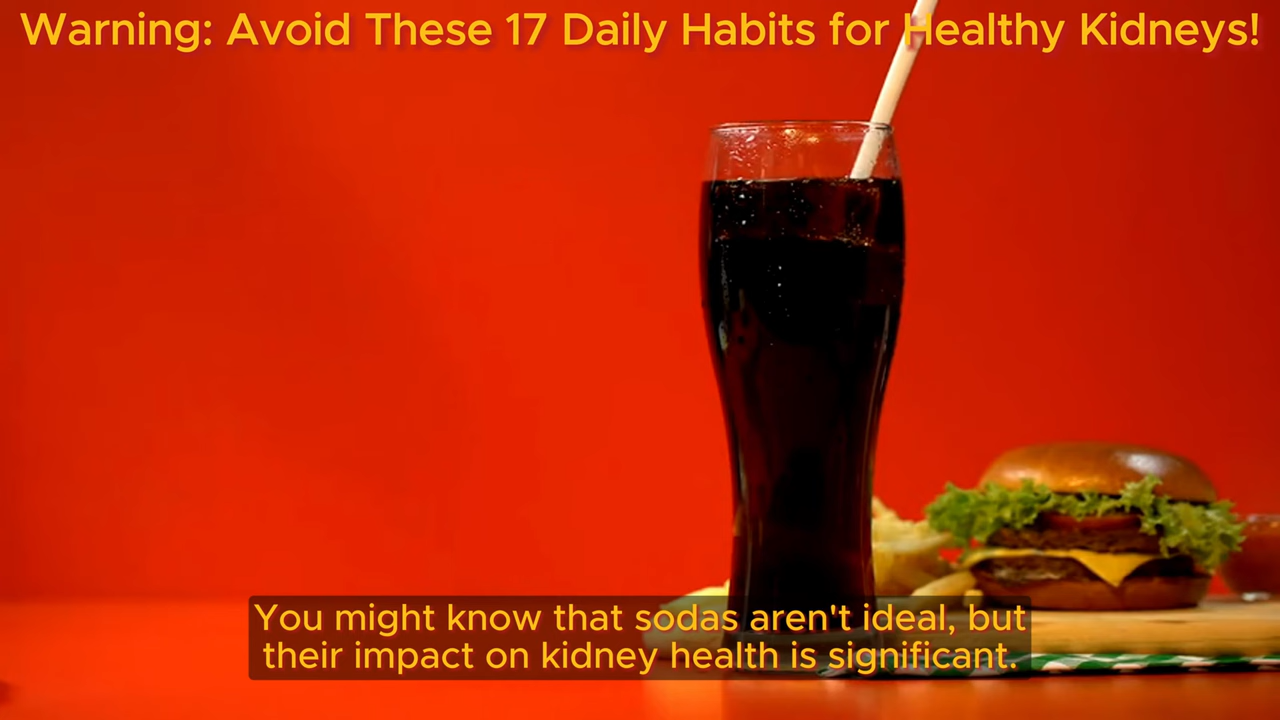 Warning: Avoid These 17 Daily Habits for Healthy Kidneys!
You might know that sodas aren't ideal, but
their impact on kidney health is significant.